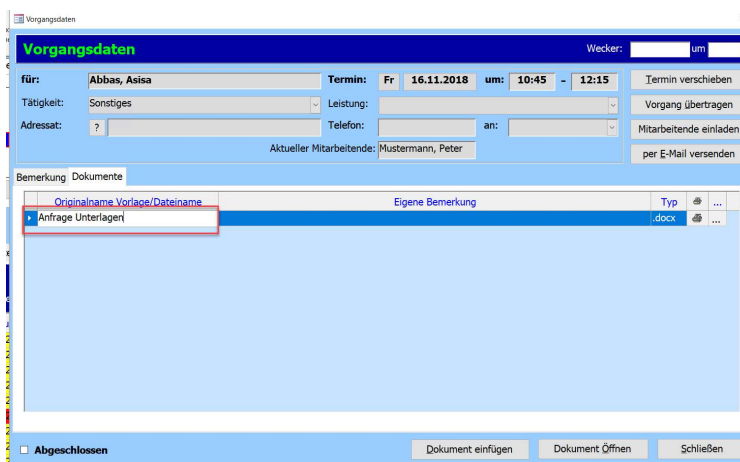 Vorgangsdaten
Vorgangsdaten Wecker: um
für: Abbas, Asisa Termin: Fr 16.11.2018 um: 10:45 - 12:15 Termin verschieben
Tätigkeit: Sonstiges Leistung: Vorgang übertragen
Adressat: ? Telefon: an: Mitarbeitende einladen
Aktueller Mitarbeitende: Mustermann, Peter per E-Mail versenden
Bemerkung Dokumente
Originalname Vorlage/Dateiname Eigene Bemerkung Typ ...
Anfrage Unterlagen .docx ...
Abgeschlossen Dokument einfügen Dokument Öffnen Schließen